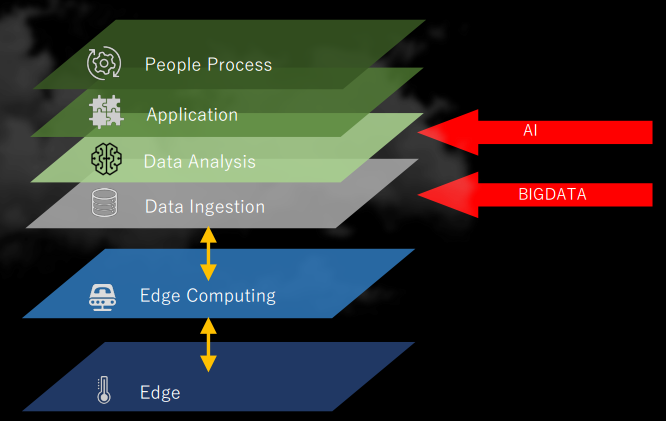 People Process
Application
AI
Data Analysis
BIGDATA
Data Ingestion
Edge Computing
Edge